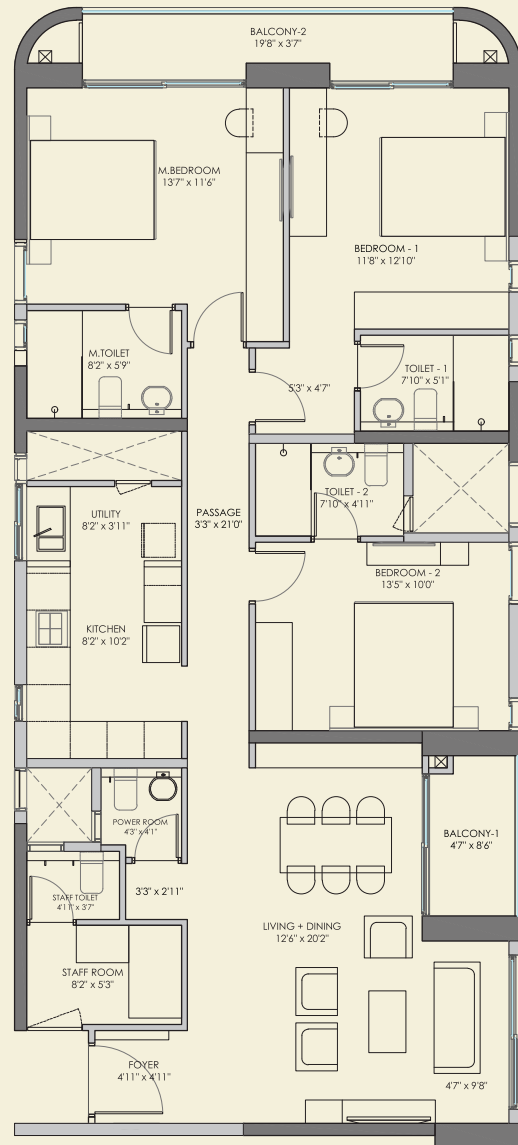 BALCONY-2
19'8" x 3'7"
M.BEDROOM
13'7" x 11'6"
BEDROOM - 1
11'8" x 12'10"
M.TOILET
8'2" x 5'9"
TOILET - 1
7'10" x 5'1"
5'3" x 4'7"
TOILET - 2
7'10" x 4'11"
UTILITY
8'2" x 3'11"
PASSAGE
3'3" x 21'0"
BEDROOM - 2
13'5" x 10'0"
KITCHEN
8'2" x 10'2"
POWER ROOM
4'3" x 4'1"
BALCONY-1
4'7" x 8'6"
STAFF TOILET
4'11" x 3'7"
3'3" x 2'11"
LIVING + DINING
12'6" x 20'2"
STAFF ROOM
8'2" x 5'3"
FOYER
4'11" x 4'11"
4'7" x 9'8"